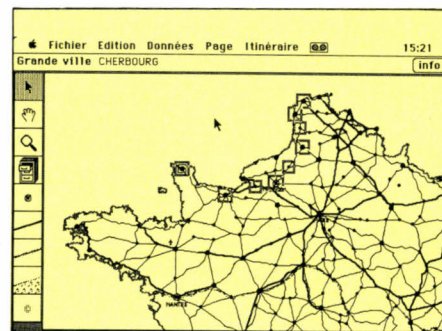 Fichier Edition Données Page Itinéraire 15:21
Grande ville CHERBOURG info
NANTES
©